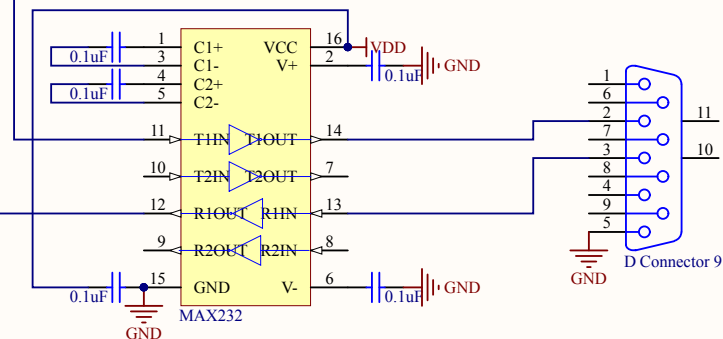 1 C1+ VCC 16 VDD
0.1uF 3 C1- V+ 2 0.1uF GND
4 C2+
0.1uF 5 C2-
11 T1IN T1OUT 14
10 T2IN T2OUT 7
12 R1OUT R1IN 13
9 R2OUT R2IN 8
0.1uF 15 GND V- 6 0.1uF GND
GND
MAX232
1
6
2 11
7
3 10
8
4
9
5
GND
D Connector 9